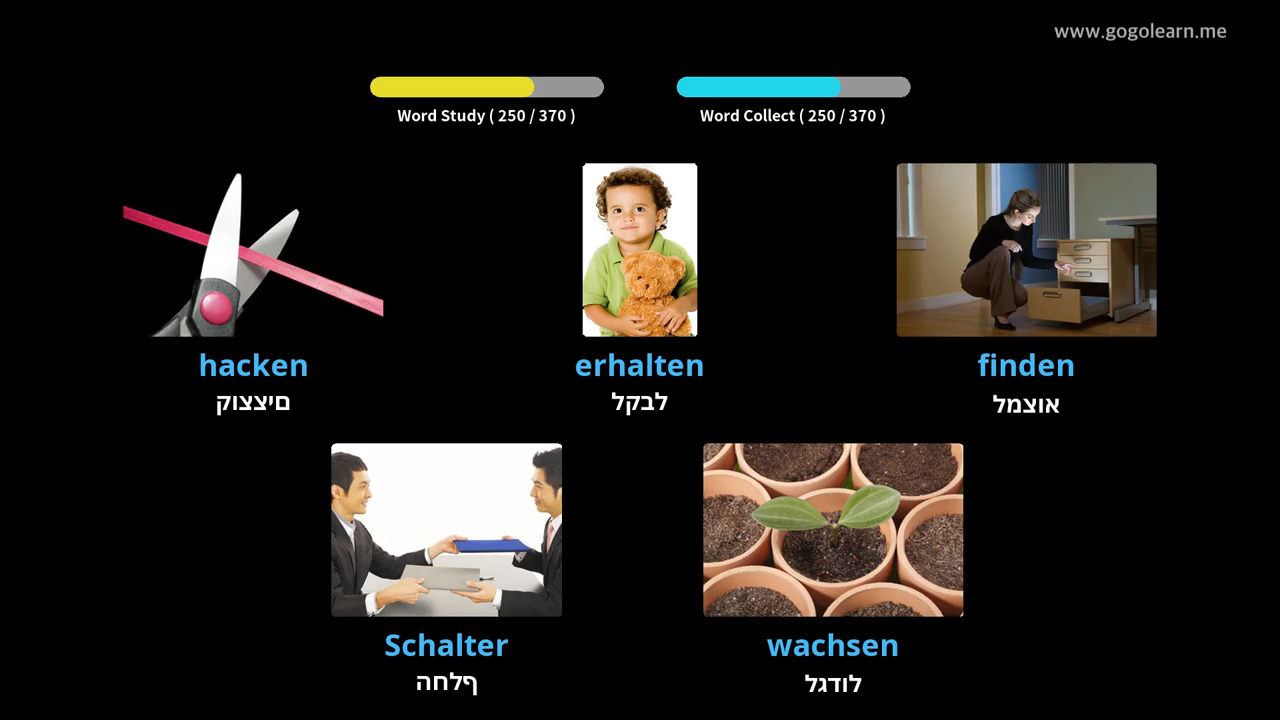 www.gogolearn.me
Word Study ( 250 / 370 )
Word Collect ( 250 / 370 )
hacken
קוצצים
erhalten
לקבל
finden
למצוא
Schalter
החלף
wachsen
לגדול